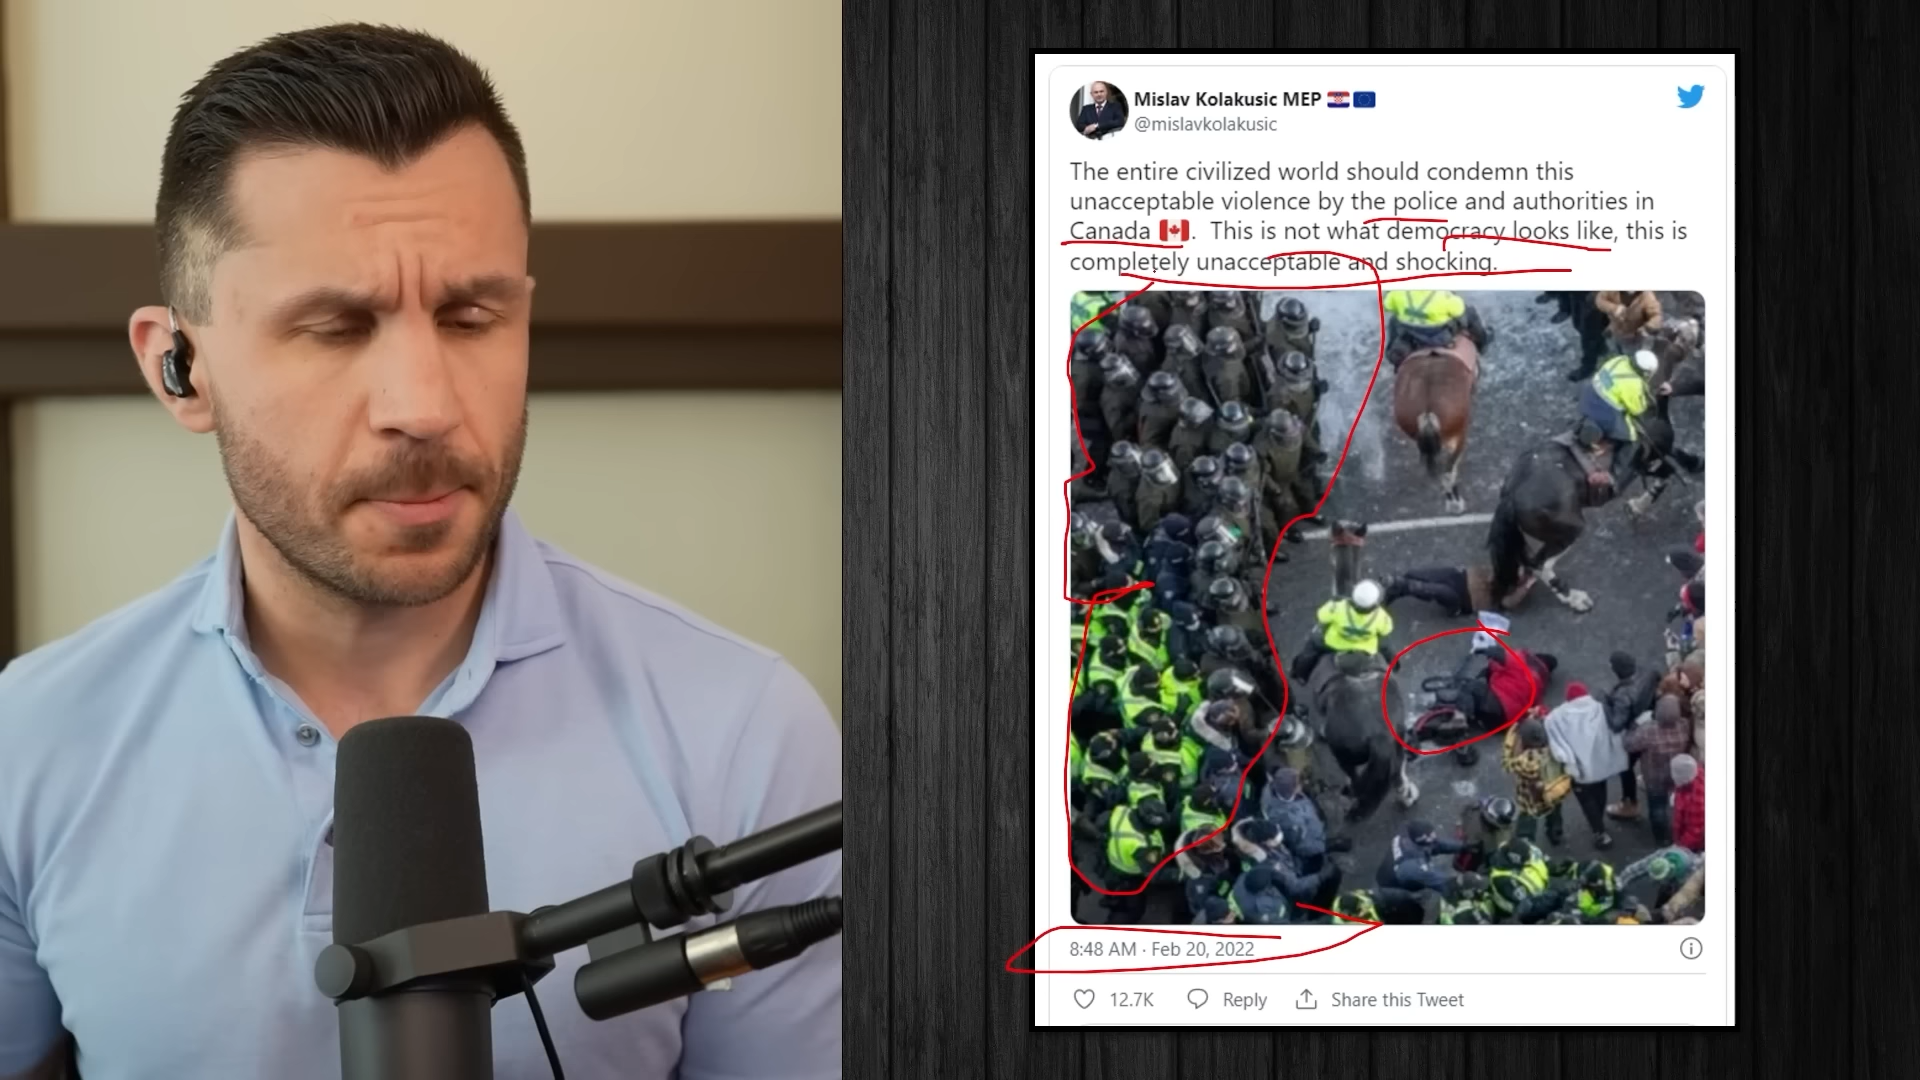 Mislav Kolakusic MEP
@mislavkolakusic
The entire civilized world should condemn this
unacceptable violence by the police and authorities in
Canada 🇨🇦. This is not what democracy looks like, this is
completely unacceptable and shocking.
8:48 AM · Feb 20, 2022
12.7K Reply Share this Tweet